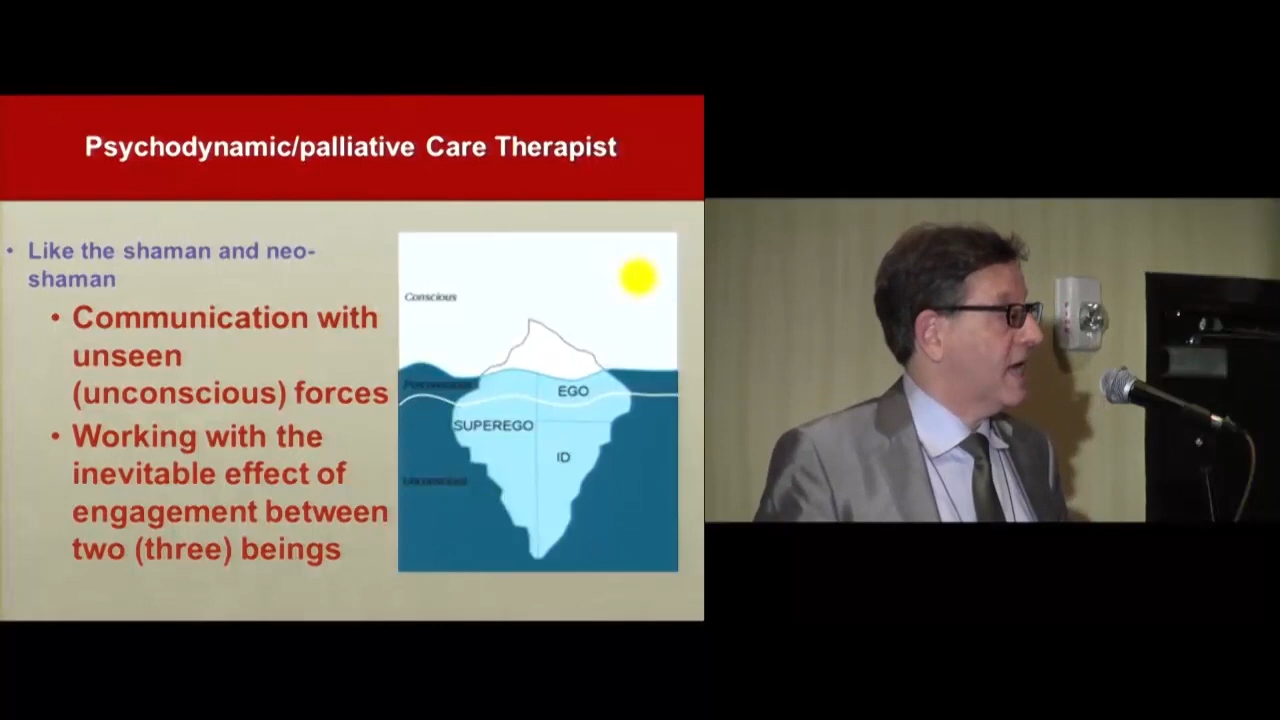 Psychodynamic/palliative Care Therapist
• Like the shaman and neo-
shaman
• Communication with
unseen
(unconscious) forces
• Working with the
inevitable effect of
engagement between
two (three) beings
Conscious
Preconscious
EGO
SUPEREGO
ID
Unconscious